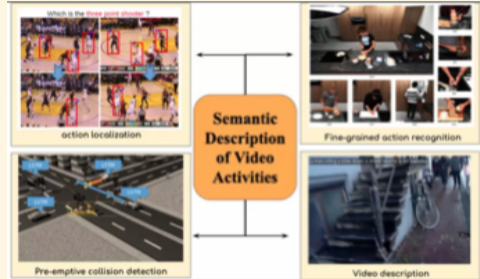 Which is the three point shooter ?
action localization
Fine-grained action recognition
Semantic
Description
of Video
Activities
Pre-emptive collision detection
Video description